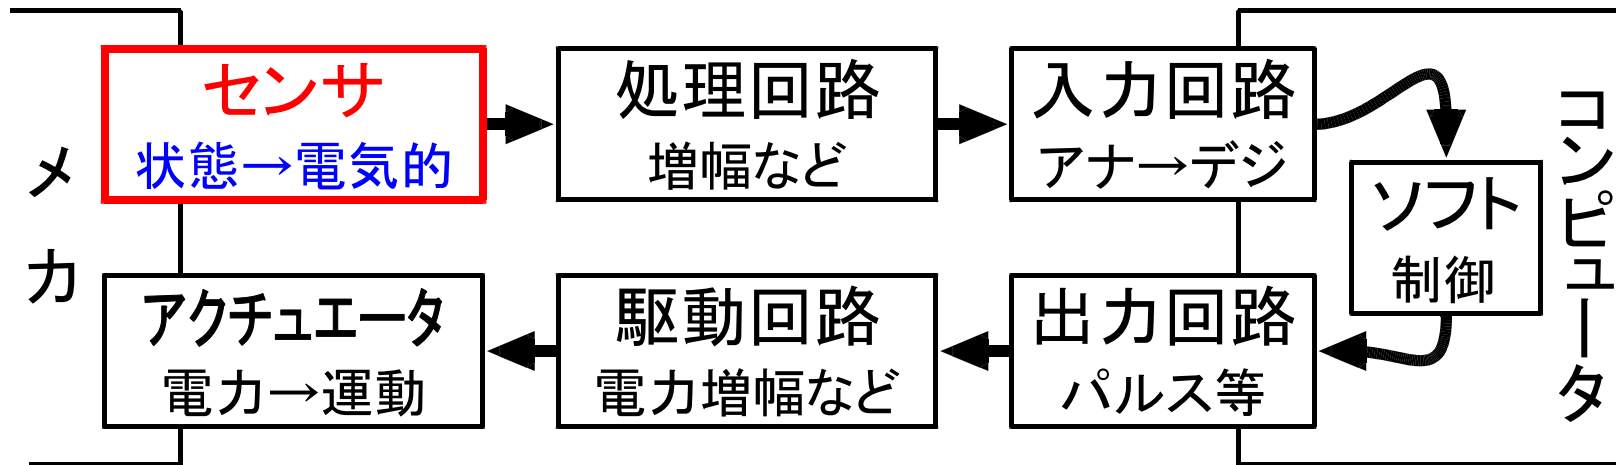 メカ
センサ
状態→電気的
処理回路
増幅など
入力回路
アナ→デジ
ソフト
制御
コンピュータ
アクチュエータ
電力→運動
駆動回路
電力増幅など
出力回路
パルス等